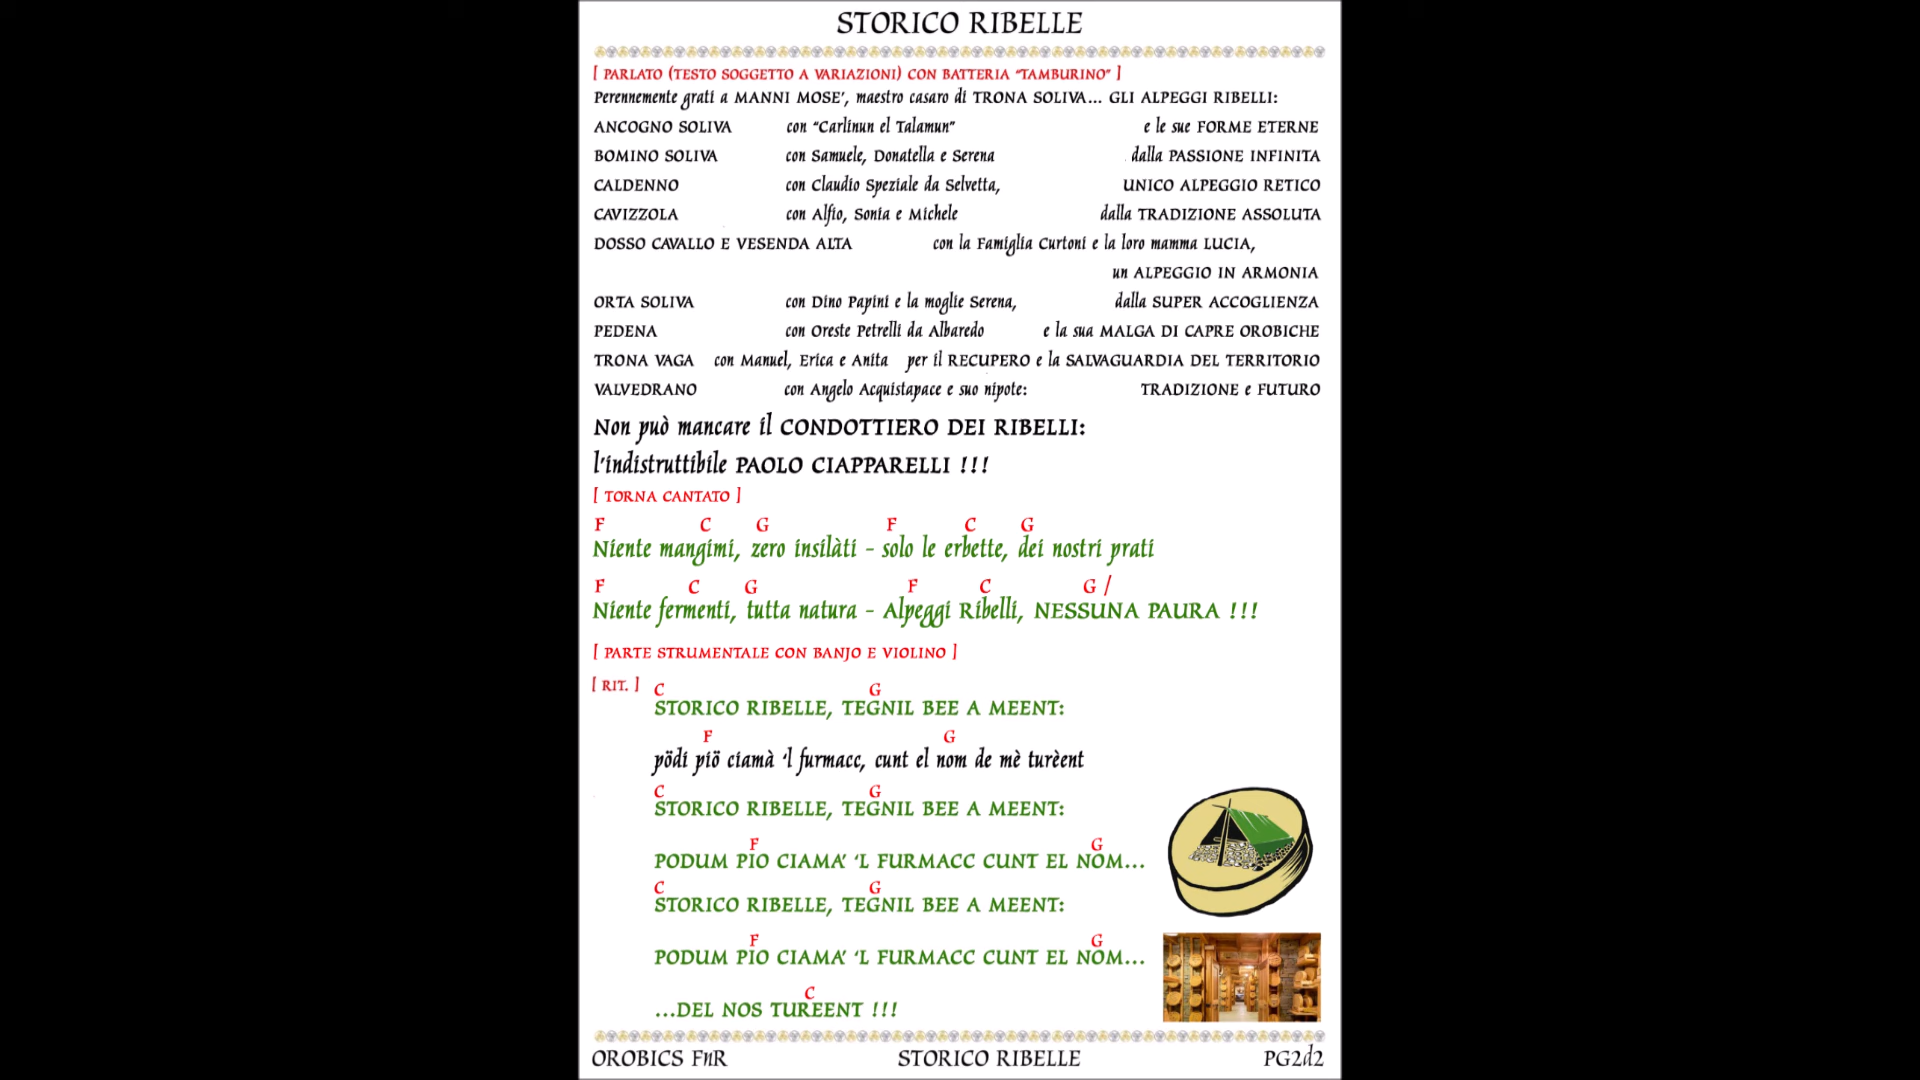 STORICO RIBELLE
[ PARLATO (TESTO SOGGETTO A VARIAZIONI) CON BATTERIA “TAMBURINO” ]
Perennemente grati a MANNI MOSE’, maestro casaro di TRONA SOLIVA... GLI ALPEGGI RIBELLI:
ANCOGNO SOLIVA con “Carlinun el Talamun” e le sue FORME ETERNE
BOMINO SOLIVA con Samuele, Donatella e Serena dalla PASSIONE INFINITA
CALDENNO con Claudio Speziale da Selvetta, UNICO ALPEGGIO RETICO
CAVIZZOLA con Alfio, Sonia e Michele dalla TRADIZIONE ASSOLUTA
DOSSO CAVALLO E VESENDA ALTA con la Famiglia Curtoni e la loro mamma LUCIA,
un ALPEGGIO IN ARMONIA
ORTA SOLIVA con Dino Papini e la moglie Serena, dalla SUPER ACCOGLIENZA
PEDENA con Oreste Petrelli da Albaredo e la sua MALGA DI CAPRE OROBICHE
TRONA VAGA con Manuel, Erica e Anita per il RECUPERO e la SALVAGUARDIA DEL TERRITORIO
VALVEDRANO con Angelo Acquistapace e suo nipote: TRADIZIONE e FUTURO
Non può mancare il CONDOTTIERO DEI RIBELLI:
l’indistruttibile PAOLO CIAPPARELLI !!!
[ TORNA CANTATO ]
F C G F C G
Niente mangimi, zero insilàti - solo le erbette, dei nostri prati
F C G F C G /
Niente fermenti, tutta natura - Alpeggi Ribelli, NESSUNA PAURA !!!
[ PARTE STRUMENTALE CON BANJO E VIOLINO ]
[ RIT. ] C G
STORICO RIBELLE, TEGNIL BEE A MEENT:
F G
pödi piö ciamà ‘l furmacc, cunt el nom de mè turèent
C G
STORICO RIBELLE, TEGNIL BEE A MEENT:
F G
PODUM PIO CIAMA’ ‘L FURMACC CUNT EL NOM...
C G
STORICO RIBELLE, TEGNIL BEE A MEENT:
F G
PODUM PIO CIAMA’ ‘L FURMACC CUNT EL NOM...
C
...DEL NOS TUREENT !!!
OROBICS FnR STORICO RIBELLE PG2d2